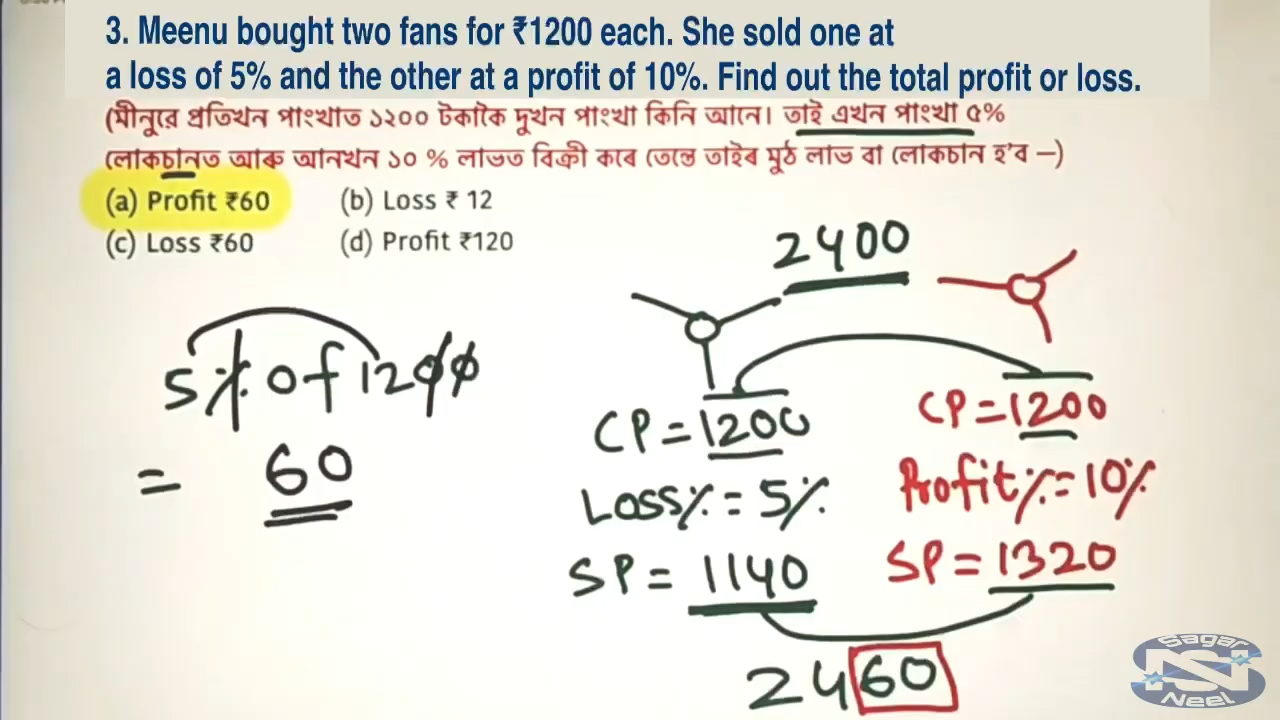 3. Meenu bought two fans for ₹1200 each. She sold one at
a loss of 5% and the other at a profit of 10%. Find out the total profit or loss.
(মীনুৱে প্ৰতিখন পাংখাত ১২০০ টকাকৈ দুখন পাংখা কিনি আনে। তাই এখন পাংখা ৫%
লোকচানত আৰু আনখন ১০ % লাভত বিক্ৰী কৰে তেন্তে তাইৰ মুঠ লাভ বা লোকচান হ'ব –)
(a) Profit ₹60 (b) Loss ₹ 12
(c) Loss ₹60 (d) Profit ₹120
2400
5% of 1200
= 60
CP = 1200
Loss% = 5%
SP = 1140
CP = 1200
Profit% = 10%
SP = 1320
2460
Sagar
Neel